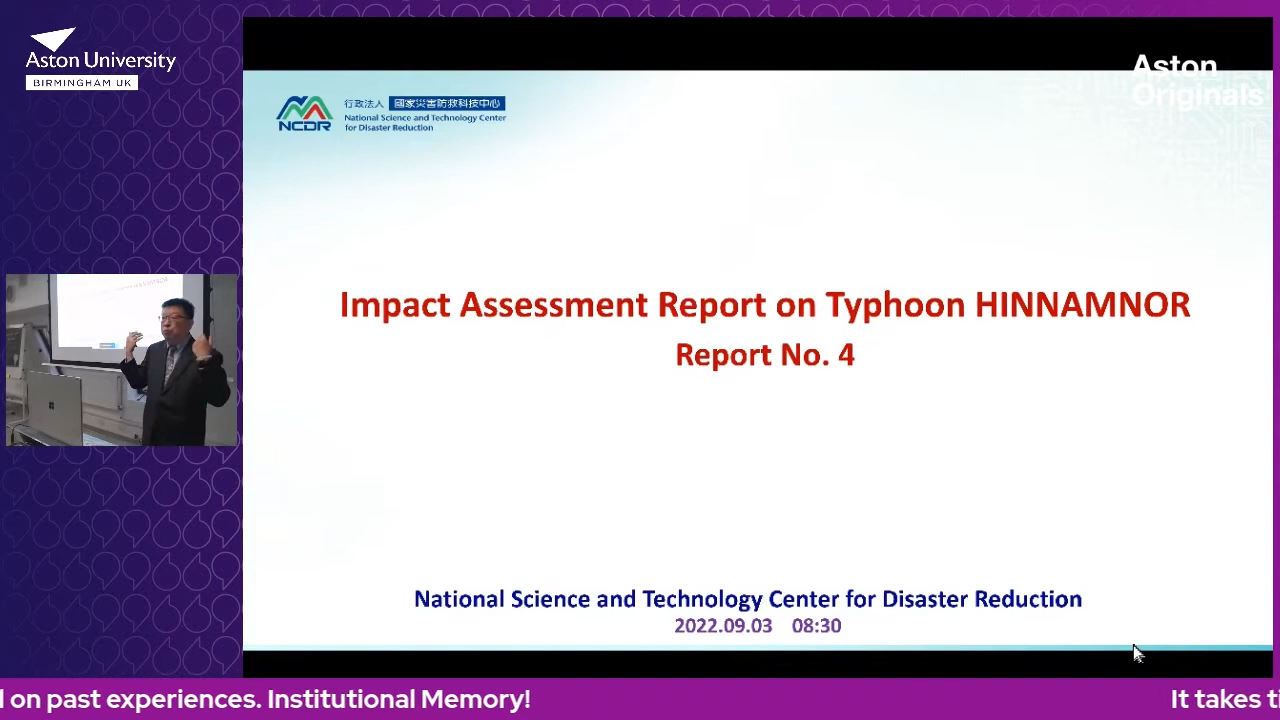 Aston University
BIRMINGHAM UK
Aston
Originals
行政法人 國家災害防救科技中心
NCDR
National Science and Technology Center
for Disaster Reduction
Impact Assessment Report on Typhoon HINNAMNOR
Report No. 4
National Science and Technology Center for Disaster Reduction
2022.09.03 08:30
on past experiences. Institutional Memory!
It takes